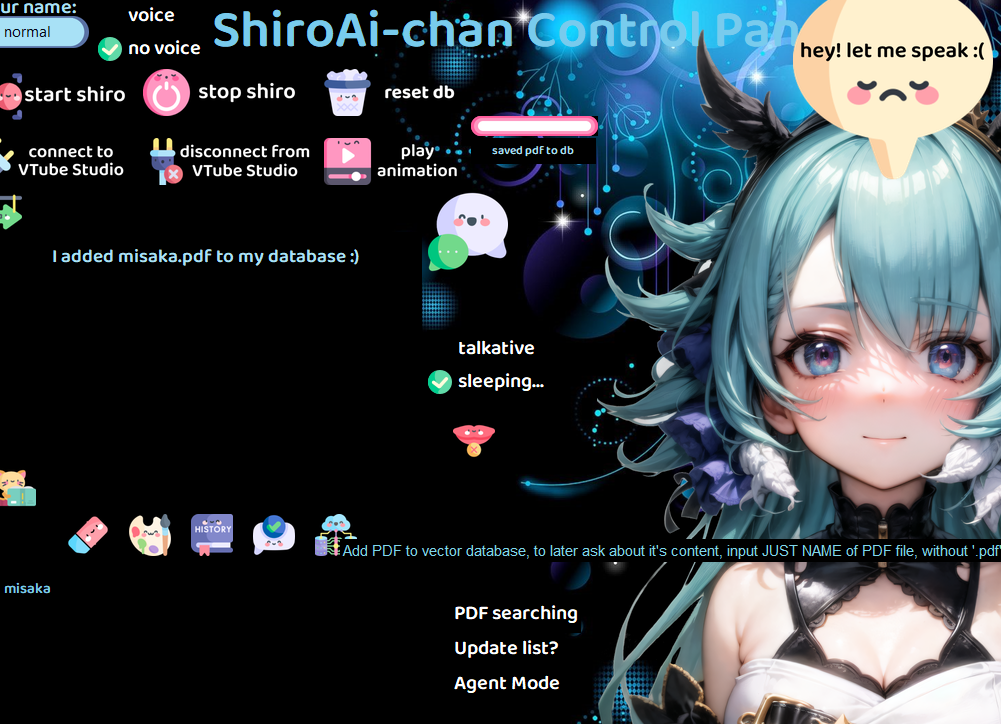 ur name:
normal
voice
no voice
ShiroAi-chan Control Pan
hey! let me speak :(
start shiro
stop shiro
reset db
saved pdf to db
connect to
VTube Studio
disconnect from
VTube Studio
play
animation
I added misaka.pdf to my database :)
talkative
sleeping...
HISTORY
Add PDF to vector database, to later ask about it's content, input JUST NAME of PDF file, without '.pdf'
misaka
PDF searching
Update list?
Agent Mode